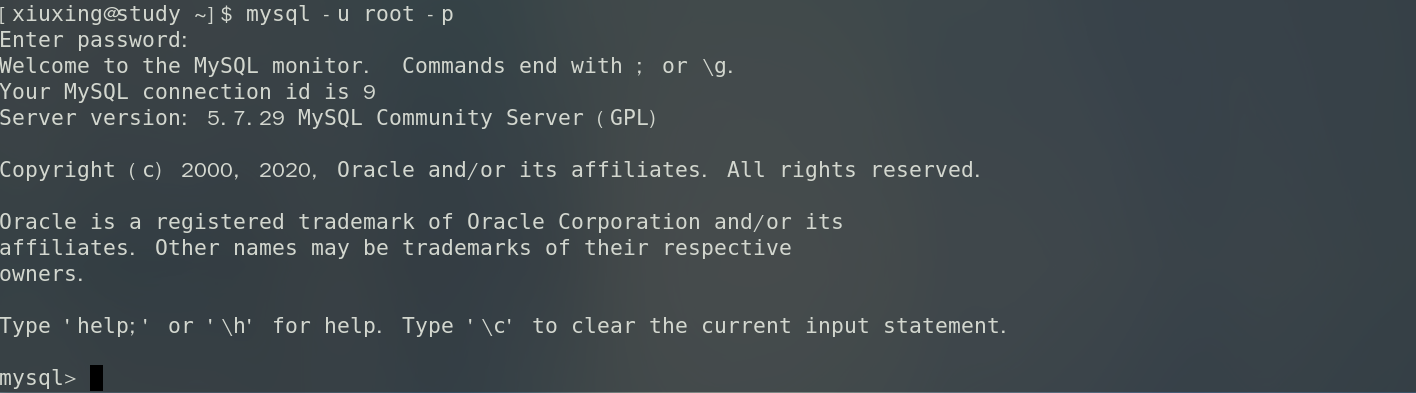 [xiuxing@study ~]$ mysql -u root -p
Enter password:
Welcome to the MySQL monitor.  Commands end with ; or \g.
Your MySQL connection id is 9
Server version: 5.7.29 MySQL Community Server (GPL)

Copyright (c) 2000, 2020, Oracle and/or its affiliates. All rights reserved.

Oracle is a registered trademark of Oracle Corporation and/or its
affiliates. Other names may be trademarks of their respective
owners.

Type 'help;' or '\h' for help. Type '\c' to clear the current input statement.

mysql>